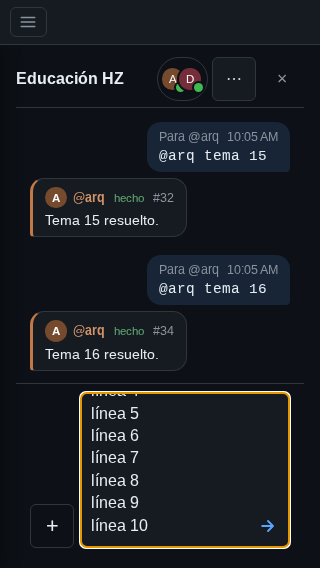 Educación HZ
A
D
...
×
Para @arq 10:05 AM
@arq tema 15
A @arq hecho #32
Tema 15 resuelto.
Para @arq 10:05 AM
@arq tema 16
A @arq hecho #34
Tema 16 resuelto.
línea 5
línea 6
línea 7
línea 8
línea 9
línea 10
+
→